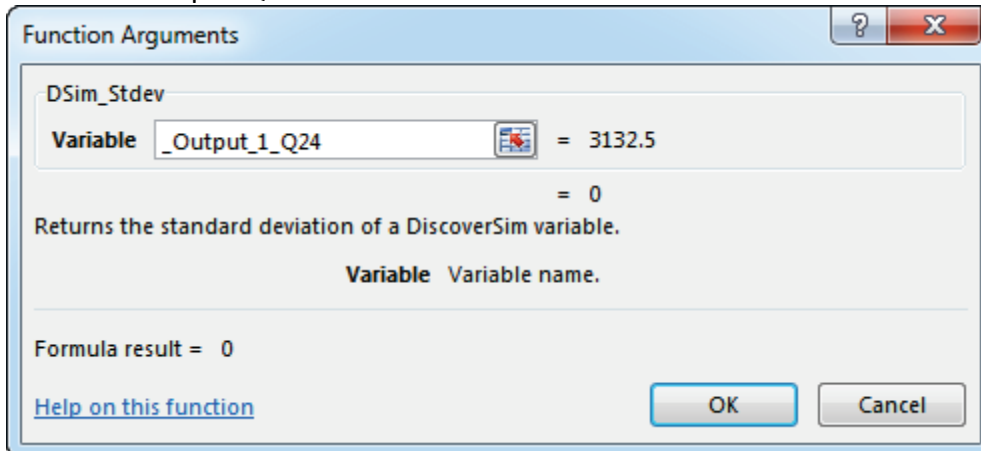 Function Arguments
DSim_Stdev
Variable _Output_1_Q24 = 3132.5
= 0
Returns the standard deviation of a DiscoverSim variable.
Variable Variable name.
Formula result = 0
Help on this function OK Cancel